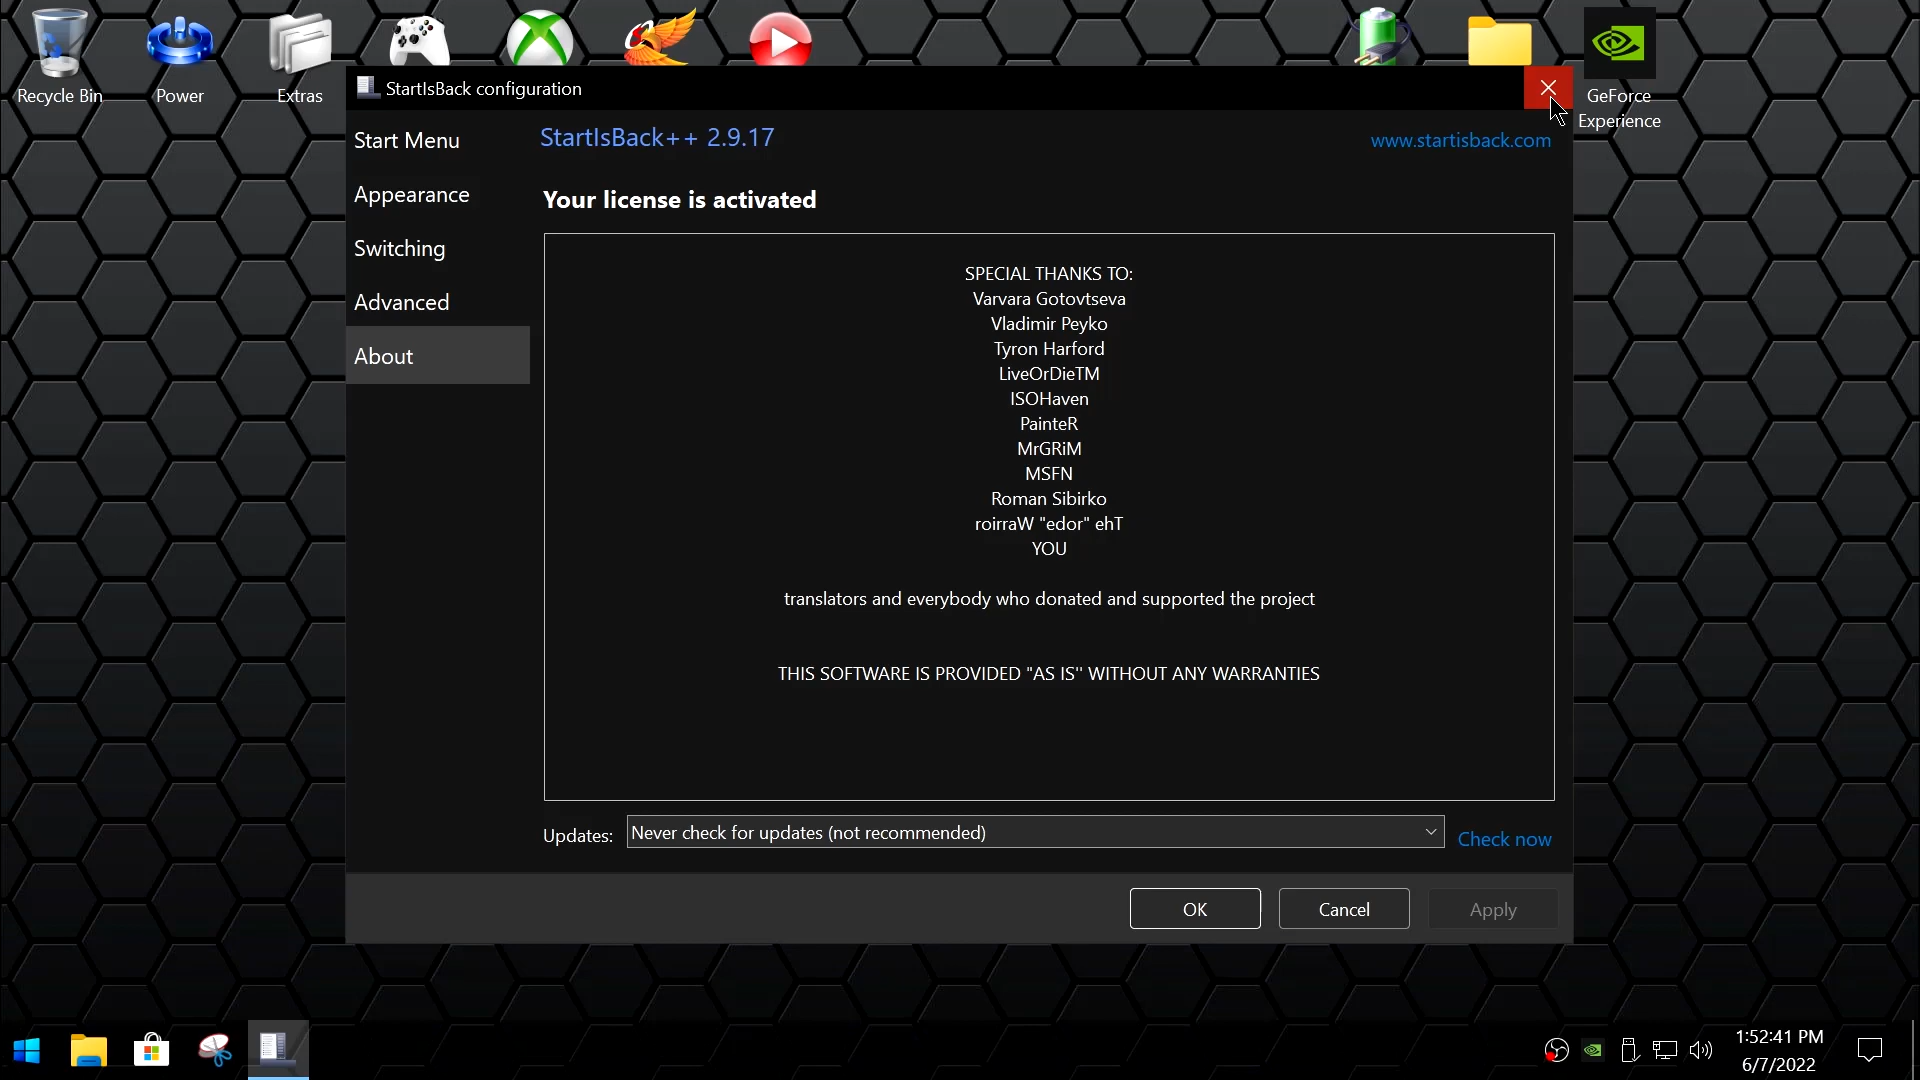 Recycle Bin
Power
Extras
GeForce
Experience
StartIsBack configuration
Start Menu
Appearance
Switching
Advanced
About
StartIsBack++ 2.9.17
www.startisback.com
Your license is activated
SPECIAL THANKS TO:
Varvara Gotovtseva
Vladimir Peyko
Tyron Harford
LiveOrDieTM
ISOHaven
PainteR
MrGRiM
MSFN
Roman Sibirko
roirraW "edor" ehT
YOU
translators and everybody who donated and supported the project
THIS SOFTWARE IS PROVIDED "AS IS'' WITHOUT ANY WARRANTIES
Updates:
Never check for updates (not recommended)
Check now
OK
Cancel
Apply
1:52:41 PM
6/7/2022